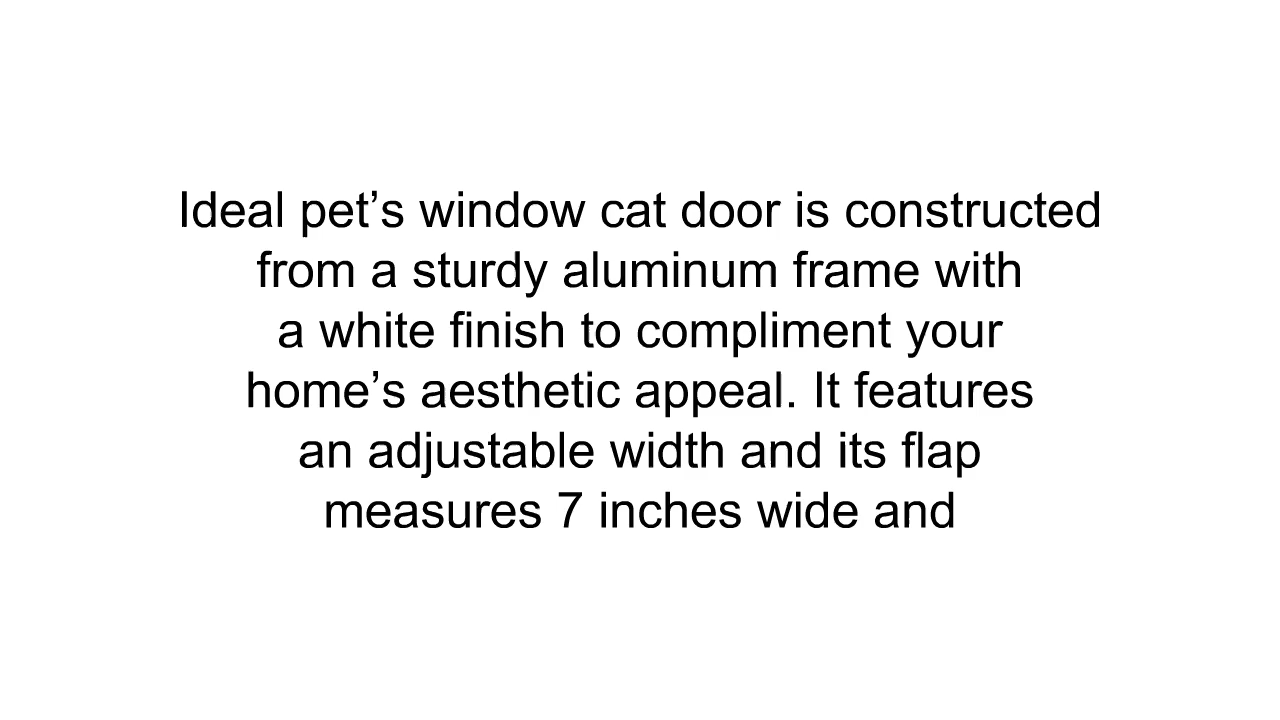 Ideal pet’s window cat door is constructed
from a sturdy aluminum frame with
a white finish to compliment your
home’s aesthetic appeal. It features
an adjustable width and its flap
measures 7 inches wide and